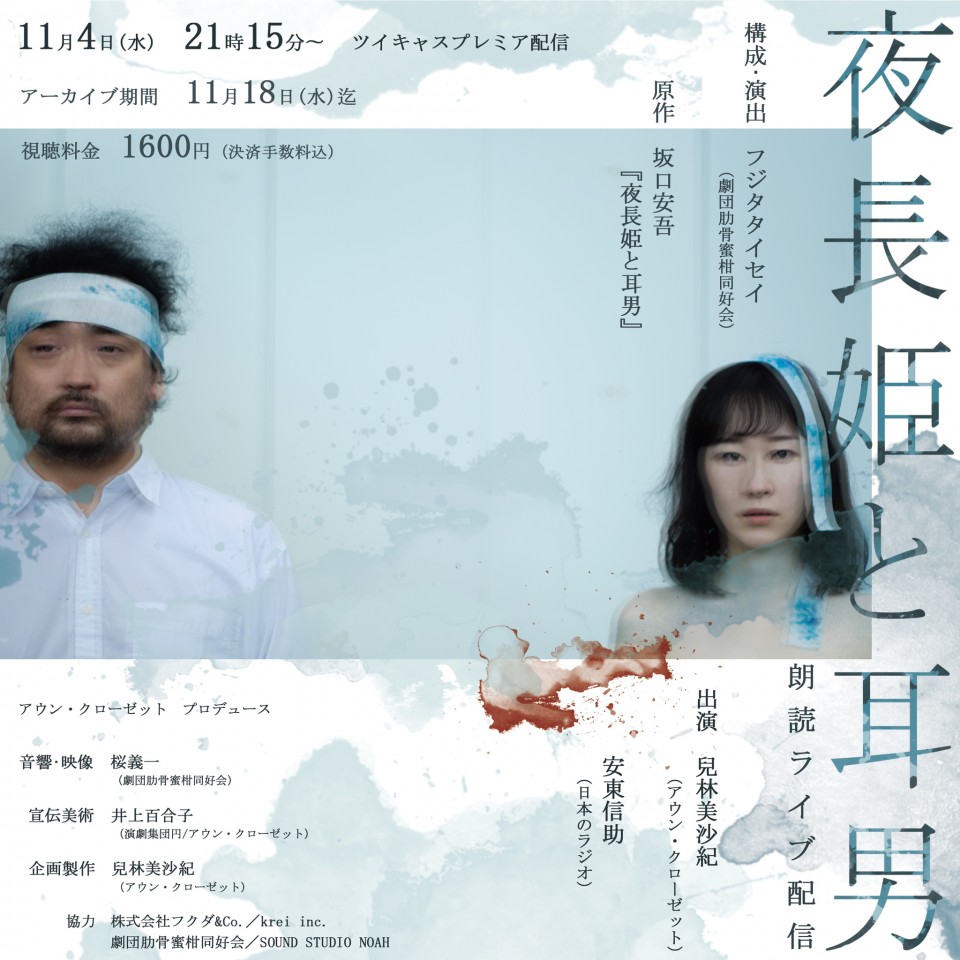 11月4日(水) 21時15分～ ツイキャスプレミア配信
アーカイブ期間 11月18日(水)迄
視聴料金 1600円 (決済手数料込)
夜長姫と耳男
朗読ライブ配信
構成・演出 フジタタイセイ
(劇団肋骨蜜柑同好会)
原作 坂口安吾
『夜長姫と耳男』
出演 兒林美沙紀
(アウン・クローゼット)
安東信助
(日本のラジオ)
アウン・クローゼット プロデュース
音響・映像 桜義一
(劇団肋骨蜜柑同好会)
宣伝美術 井上百合子
(演劇集団円/アウン・クローゼット)
企画製作 兒林美沙紀
(アウン・クローゼット)
協力 株式会社フクダ&Co.／krei inc.
劇団肋骨蜜柑同好会／SOUND STUDIO NOAH